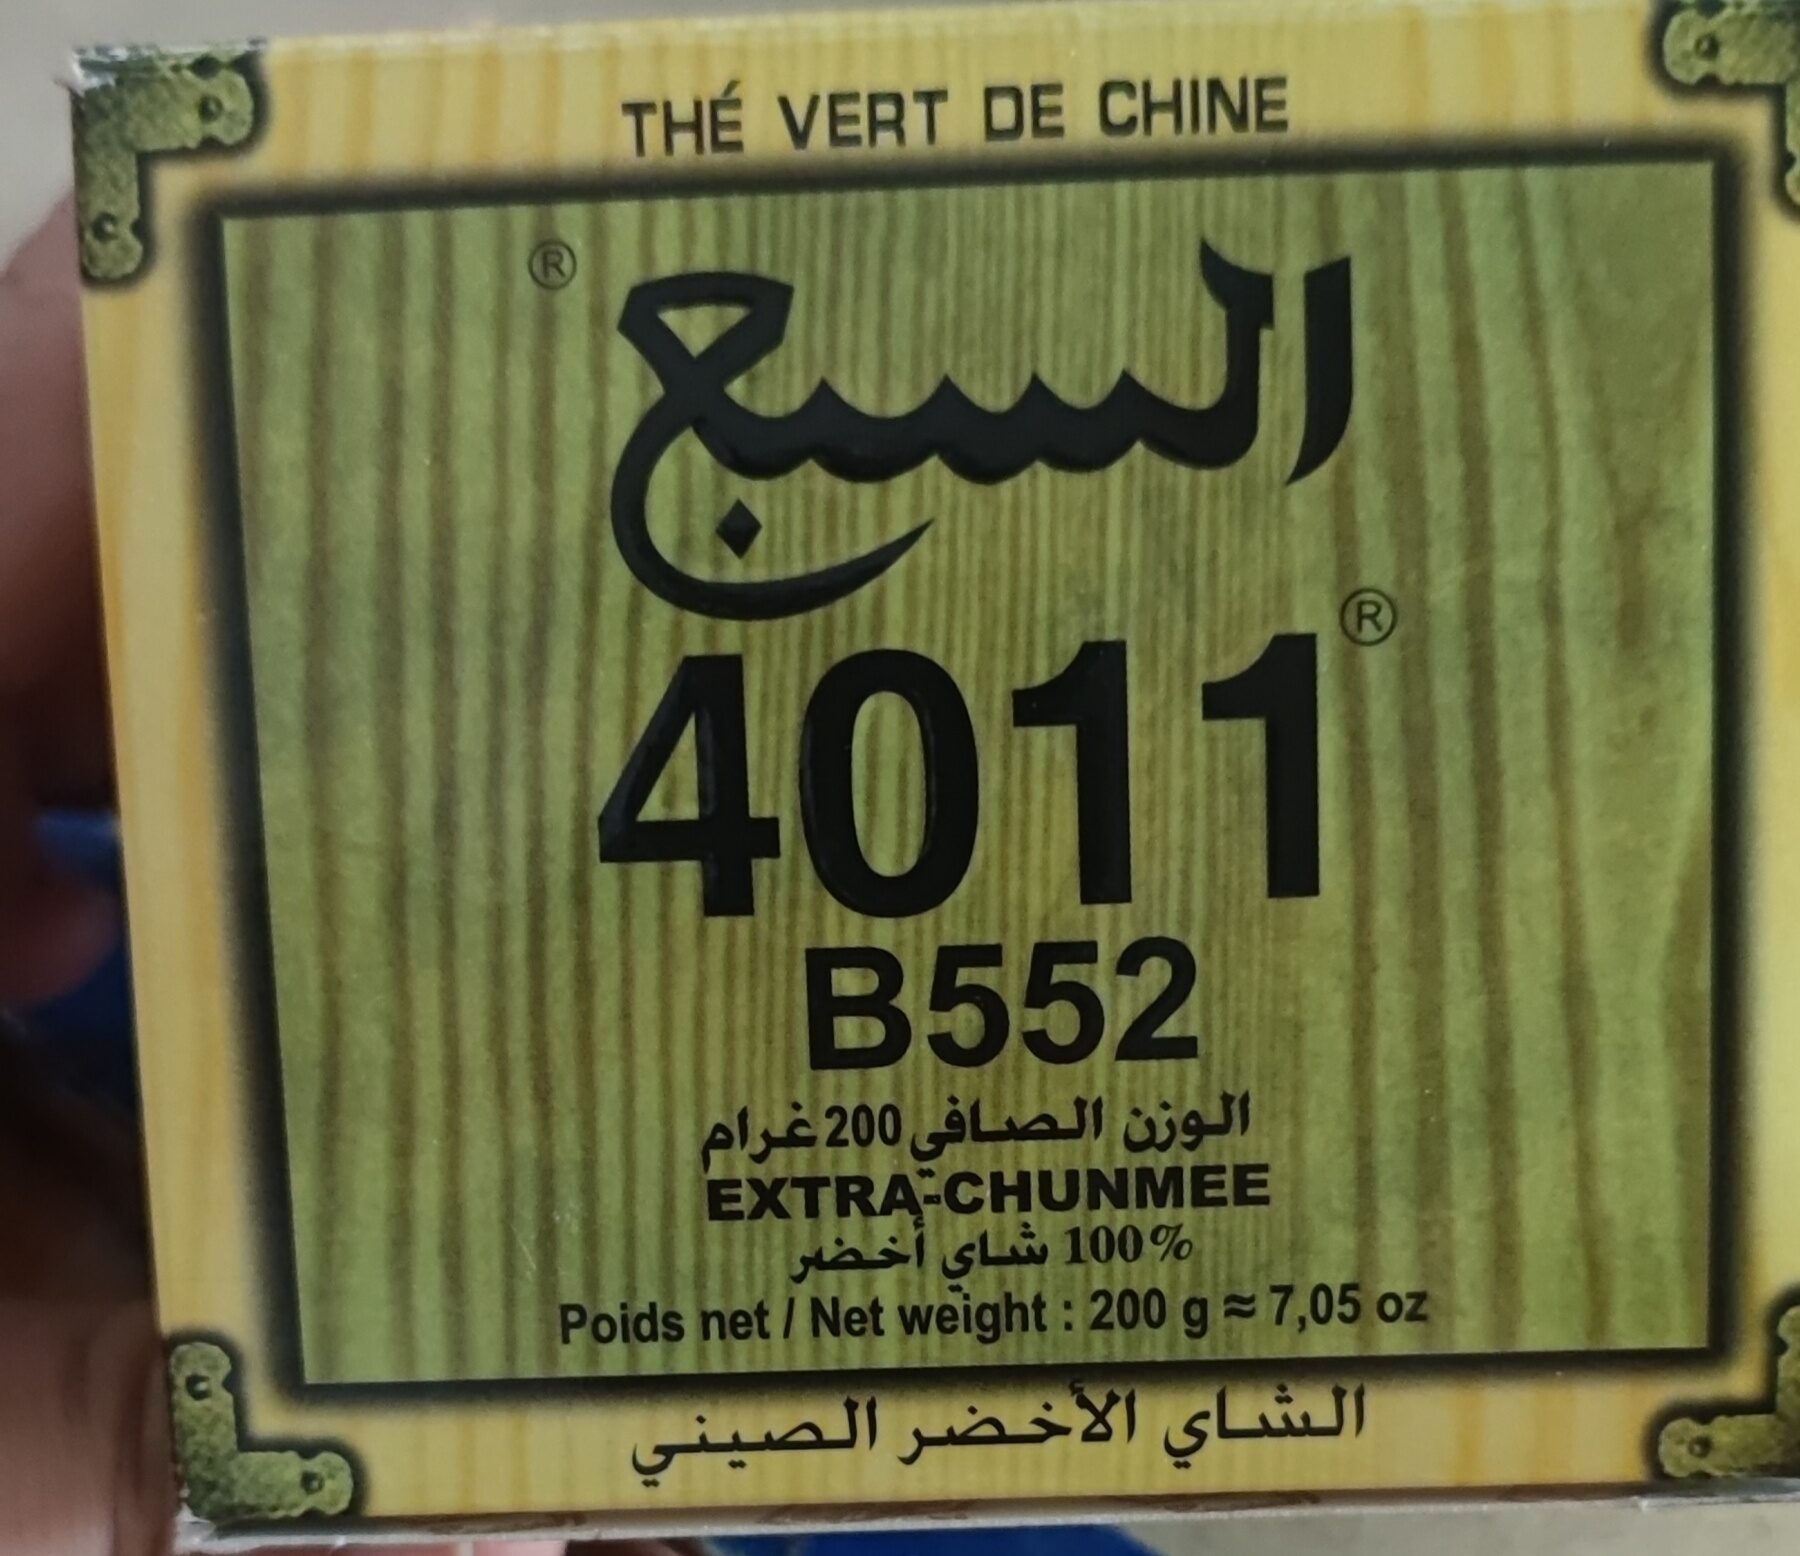 THÉ VERT DE CHINE
السبع ®
4011 ®
B552
الوزن الصافي 200 غرام
EXTRA-CHUNMEE
100% شاي أخضر
Poids net / Net weight : 200 g ≈ 7,05 oz
الشاي الأخضر الصيني